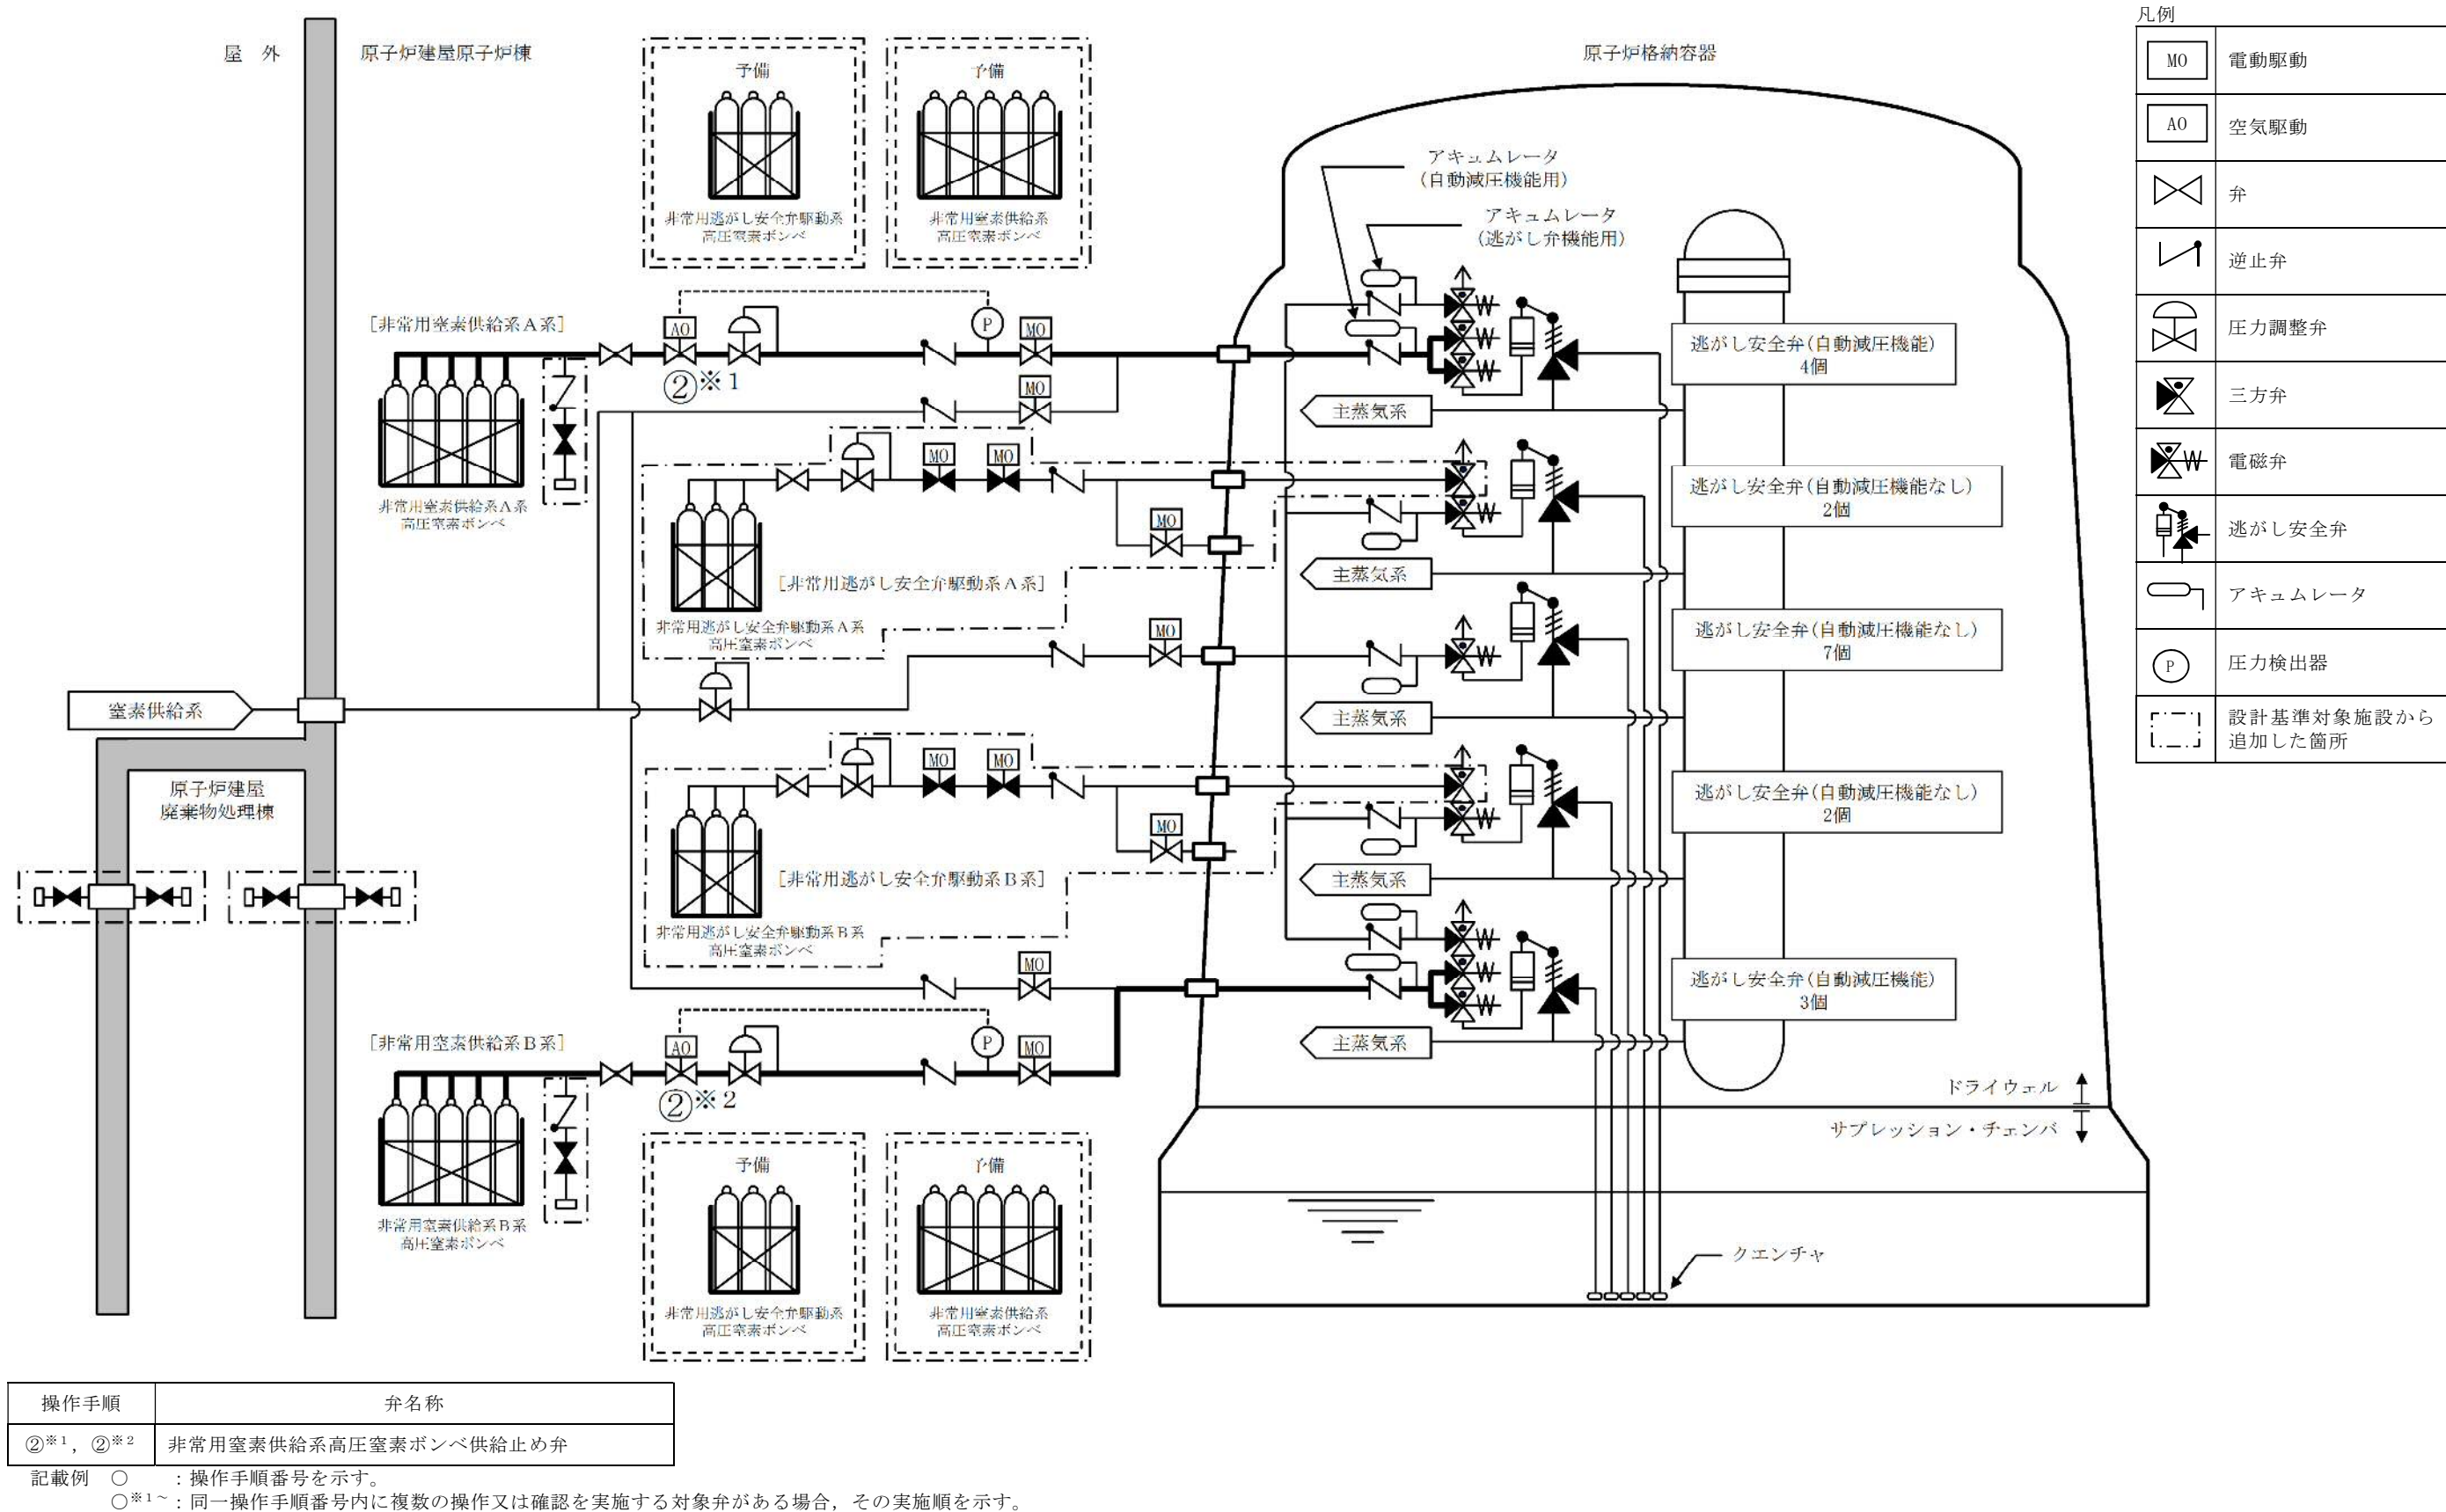 屋 外
原子炉建屋原子炉棟
原子炉格納容器
予備
非常用逃がし安全弁駆動系
高圧窒素ボンベ
予備
非常用窒素供給系
高圧窒素ボンベ
アキュムレータ
(自動減圧機能用)
アキュムレータ
(逃がし弁機能用)
[非常用窒素供給系A系]
AO
P
MO
②※1
MO
非常用窒素供給系A系
高圧窒素ボンベ
逃がし安全弁(自動減圧機能)
4個
主蒸気系
MO
MO
MO
[非常用逃がし安全弁駆動系A系]
非常用逃がし安全弁駆動系A系
高圧窒素ボンベ
逃がし安全弁(自動減圧機能なし)
2個
主蒸気系
MO
逃がし安全弁(自動減圧機能なし)
7個
主蒸気系
窒素供給系
原子炉建屋
廃棄物処理棟
MO
MO
MO
[非常用逃がし安全弁駆動系B系]
非常用逃がし安全弁駆動系B系
高圧窒素ボンベ
逃がし安全弁(自動減圧機能なし)
2個
主蒸気系
MO
逃がし安全弁(自動減圧機能)
3個
主蒸気系
[非常用窒素供給系B系]
AO
P
MO
②※2
非常用窒素供給系B系
高圧窒素ボンベ
予備
非常用逃がし安全弁駆動系
高圧窒素ボンベ
予備
非常用窒素供給系
高圧窒素ボンベ
ドライウェル
サプレッション・チェンバ
クエンチャ
凡例
MO 電動駆動
AO 空気駆動
弁
逆止弁
圧力調整弁
三方弁
電磁弁
逃がし安全弁
アキュムレータ
P 圧力検出器
設計基準対象施設から
追加した箇所
操作手順 弁名称
②※1, ②※2 非常用窒素供給系高圧窒素ボンベ供給止め弁
記載例 ○ :操作手順番号を示す。
○※1~:同一操作手順番号内に複数の操作又は確認を実施する対象弁がある場合,その実施順を示す。